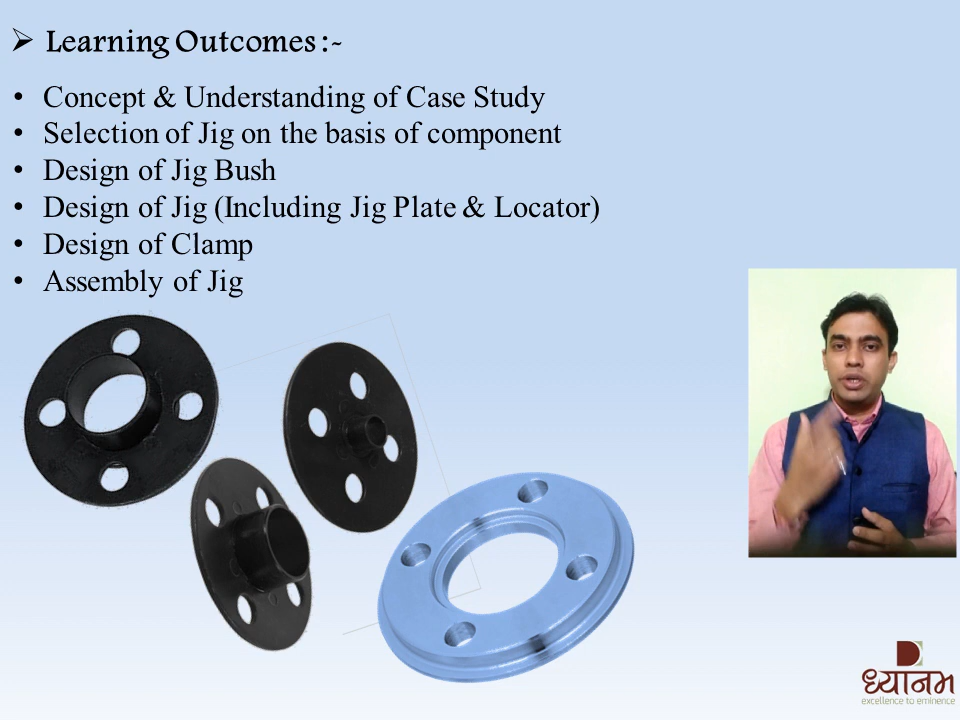 ➢ Learning Outcomes :-
• Concept & Understanding of Case Study
• Selection of Jig on the basis of component
• Design of Jig Bush
• Design of Jig (Including Jig Plate & Locator)
• Design of Clamp
• Assembly of Jig
ध्यानम
excellence to eminence